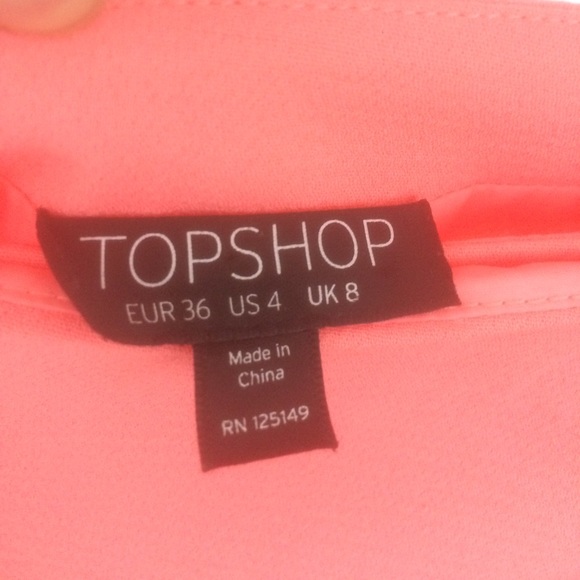 TOPSHOP
EUR 36 US 4 UK 8
Made in
China
RN 125149